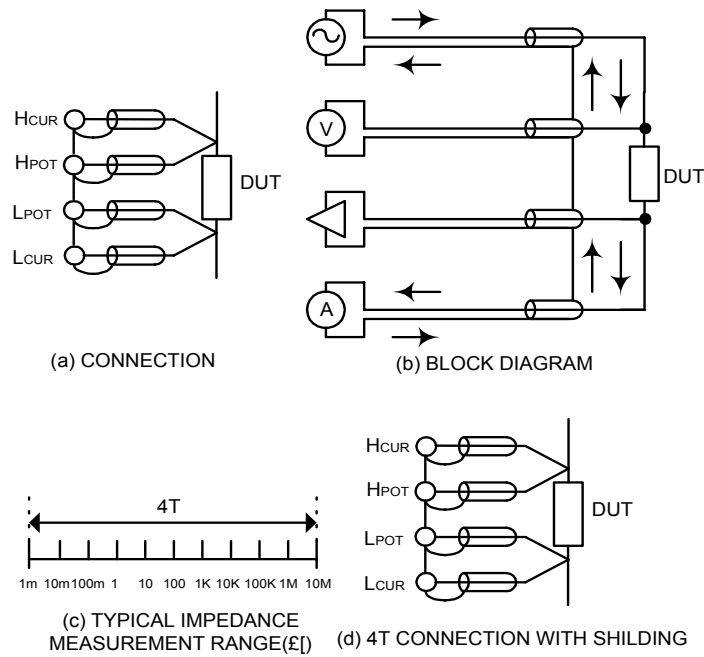 HCUR
HPOT
LPOT
LCUR
DUT
(a) CONNECTION
V
A
DUT
(b) BLOCK DIAGRAM
4T
1m 10m 100m 1 10 100 1K 10K 100K 1M 10M
(c) TYPICAL IMPEDANCE
MEASUREMENT RANGE(£[)
HCUR
HPOT
LPOT
LCUR
DUT
(d) 4T CONNECTION WITH SHILDING